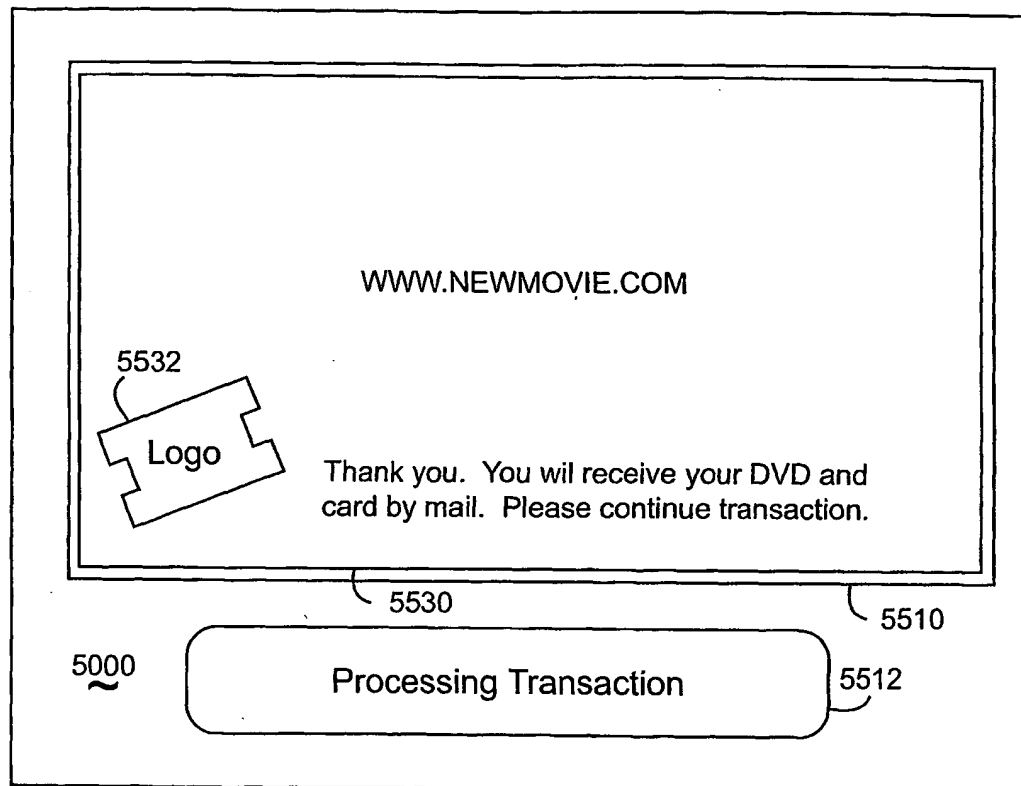 WWW.NEWMOVIE.COM
5532
Logo
Thank you. You wil receive your DVD and
card by mail. Please continue transaction.
5530
5510
5000
Processing Transaction
5512